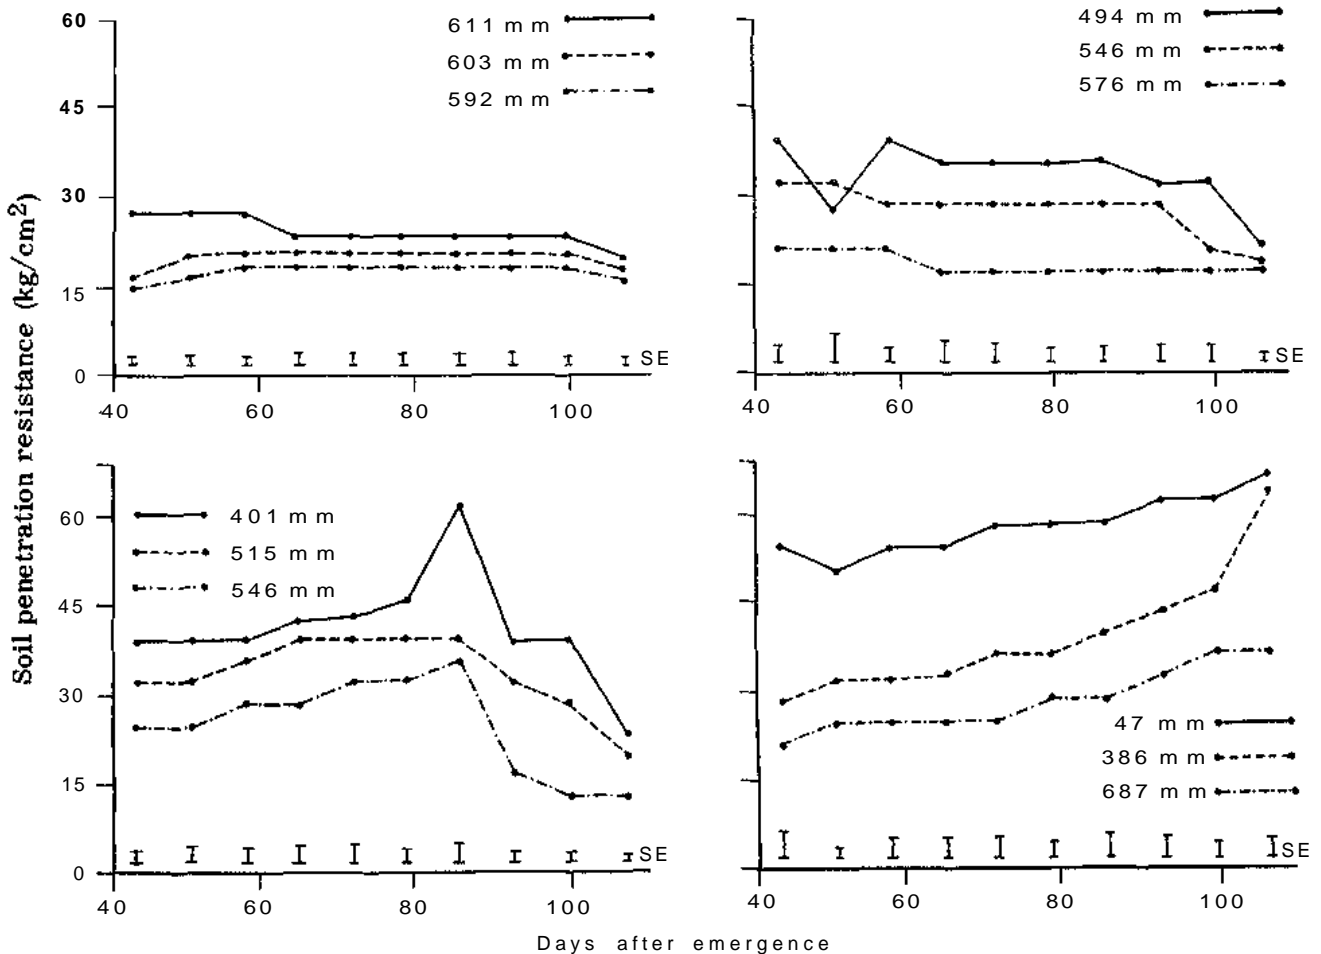 Soil penetration resistance (kg/cm²)
60
45
30
15
0
611 mm
603 mm
592 mm
SE
40 60 80 100
494 mm
546 mm
576 mm
SE
40 60 80 100
60
45
30
15
0
401 mm
515 mm
546 mm
SE
40 60 80 100
47 mm
386 mm
687 mm
SE
40 60 80 100
Days after emergence